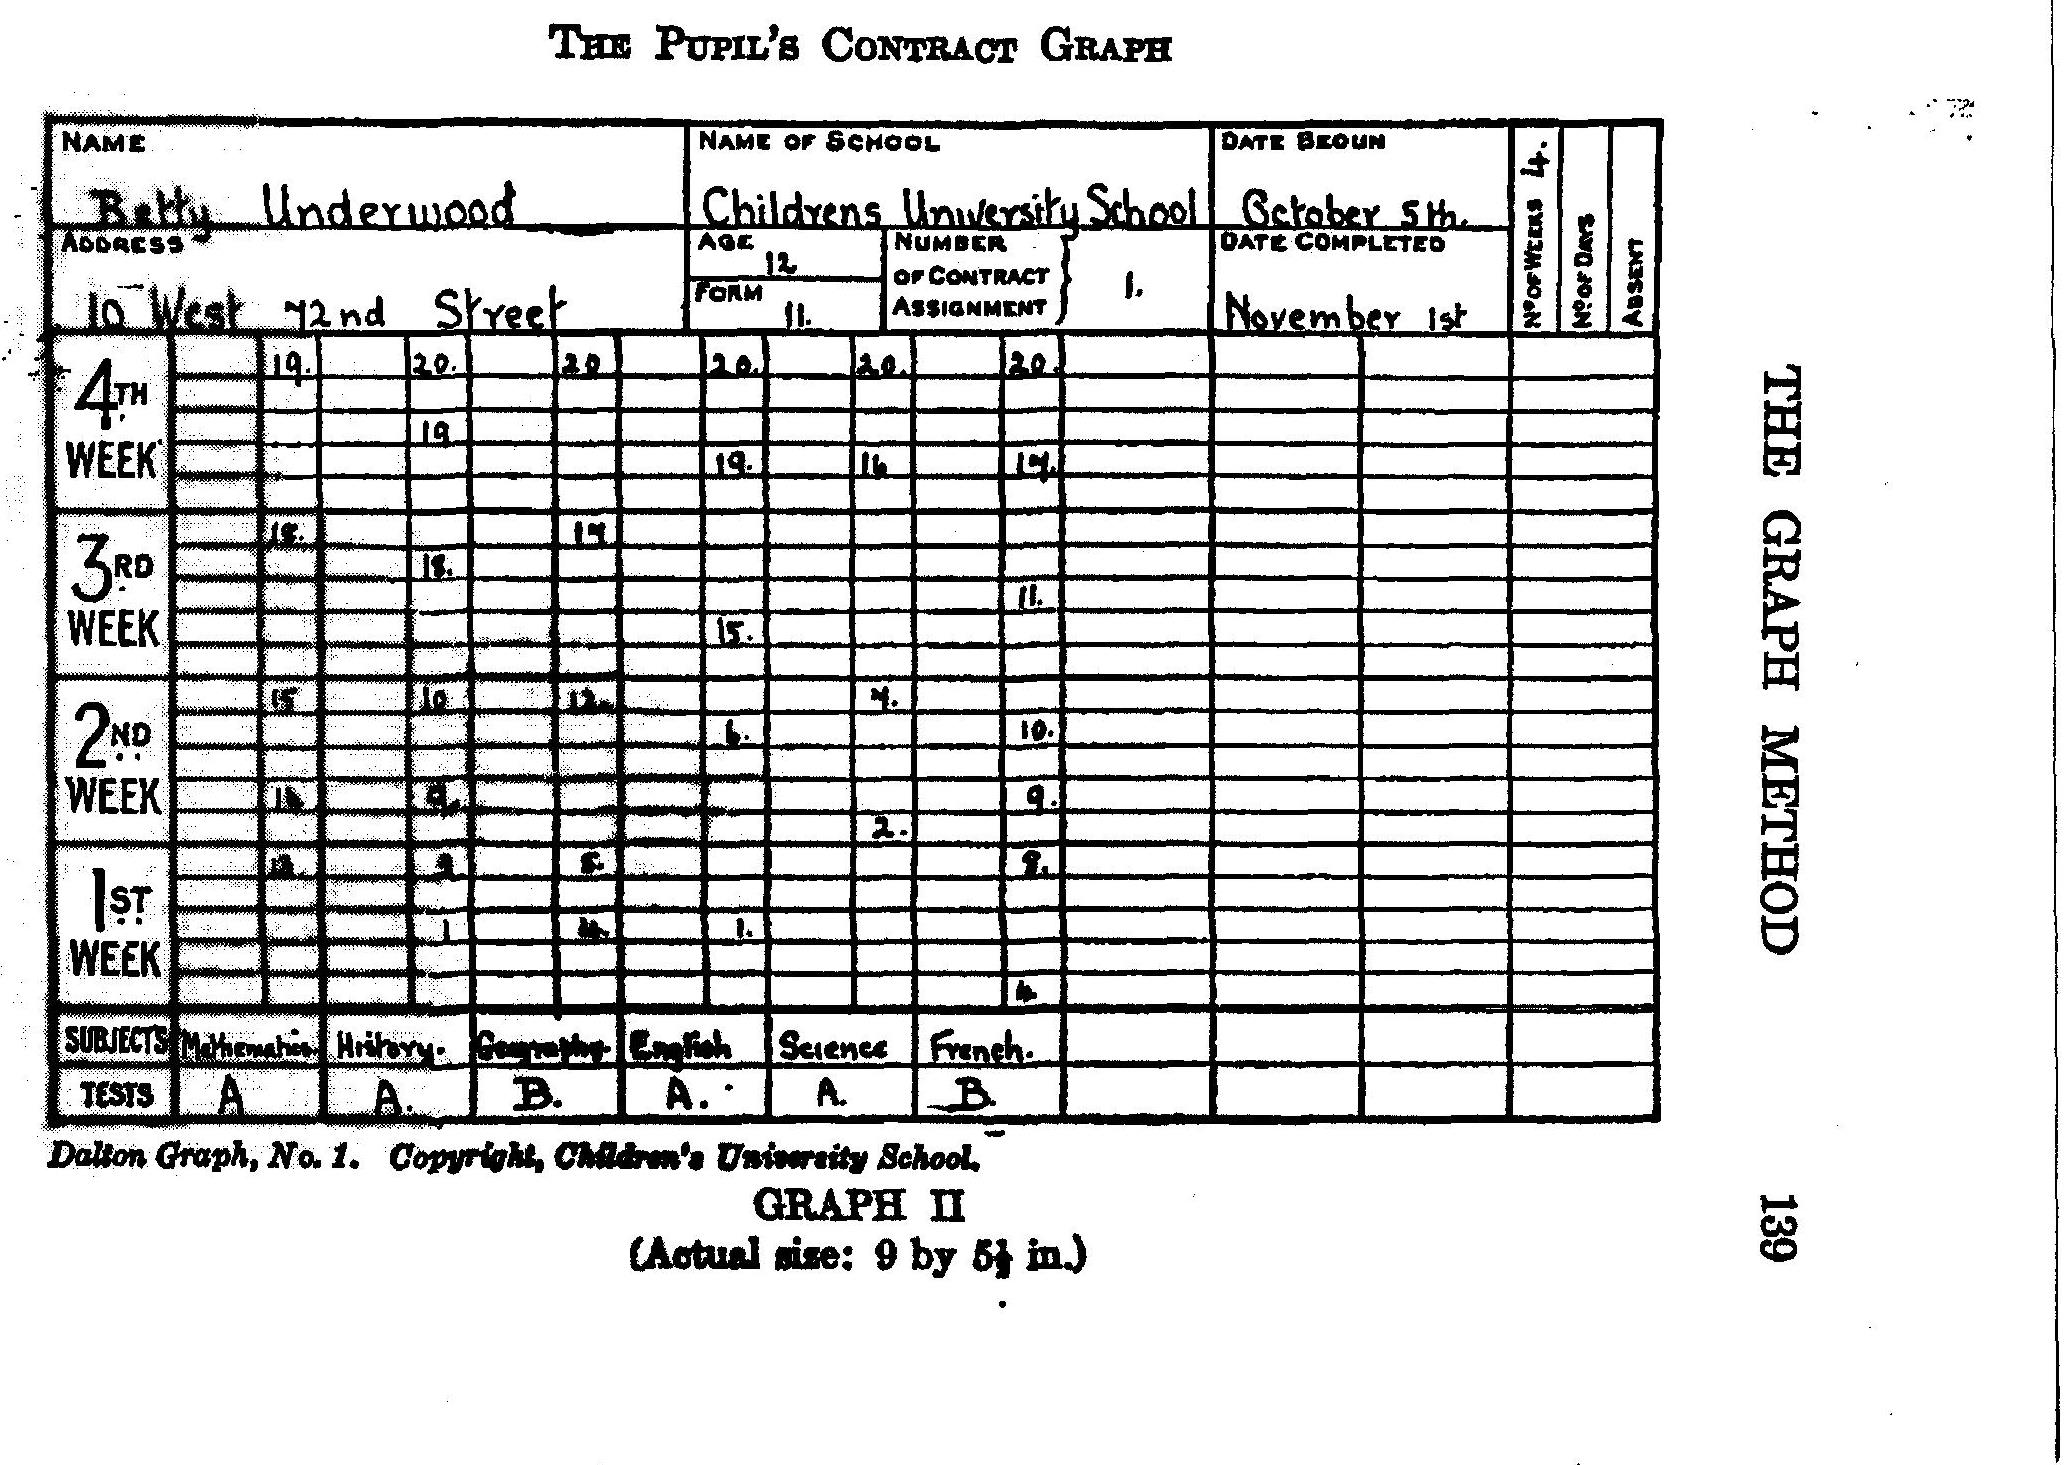 THE PUPIL'S CONTRACT GRAPH
NAME
Betty Underwood
NAME OF SCHOOL
Childrens University School
DATE BEGUN
October 5th.
Nº OF WEEKS 4.
Nº OF DAYS
ABSENT
ADDRESS
10 West 72nd Street
AGE
12
FORM
11.
NUMBER
OF CONTRACT
ASSIGNMENT
1.
DATE COMPLETED
November 1st
4TH
WEEK
19. 20. 20 20. 20. 20.
19
19. 16 17.
3RD
WEEK
18. 17
18.
11.
15.
2ND
WEEK
15 10 12. 7.
6. 10.
9. 9.
2.
1ST
WEEK
5. 8.
1 4. 1.
4
SUBJECTS Mathematics History. Geography. English Science French.
TESTS A A. B. A. A. B.
Dalton Graph, No. 1. Copyright, Children's University School.
GRAPH II
(Actual size: 9 by 5½ in.)
THE GRAPH METHOD
139